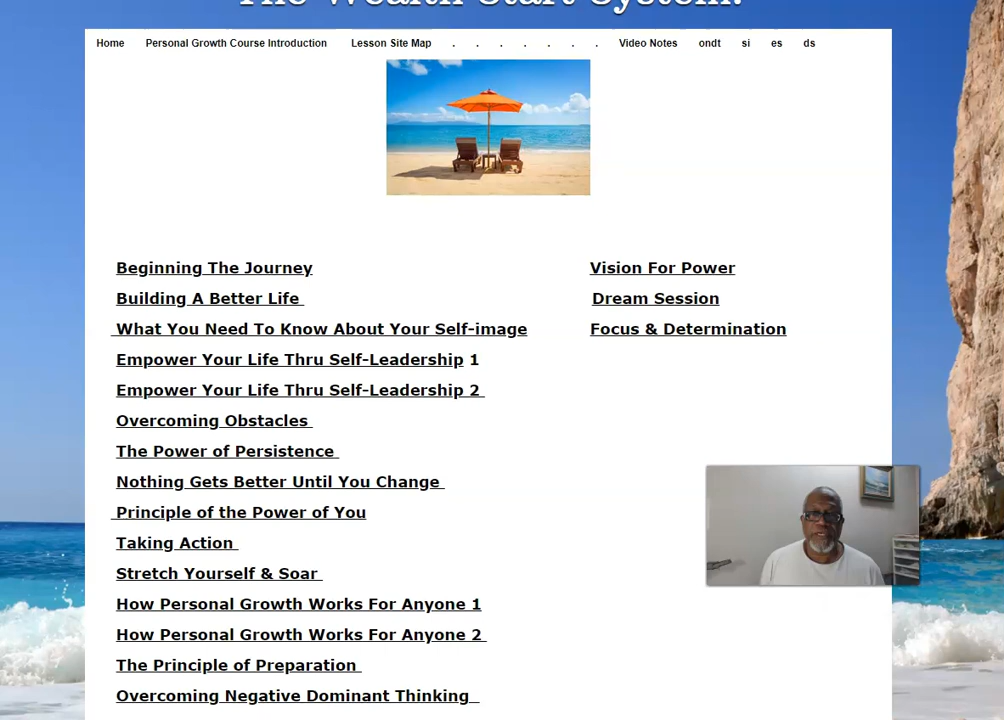 The Wealth Start System!
Home Personal Growth Course Introduction Lesson Site Map . . . . . . . Video Notes ondt si es ds
Beginning The Journey
Building A Better Life
What You Need To Know About Your Self-image
Empower Your Life Thru Self-Leadership 1
Empower Your Life Thru Self-Leadership 2
Overcoming Obstacles
The Power of Persistence
Nothing Gets Better Until You Change
Principle of the Power of You
Taking Action
Stretch Yourself & Soar
How Personal Growth Works For Anyone 1
How Personal Growth Works For Anyone 2
The Principle of Preparation
Overcoming Negative Dominant Thinking
Vision For Power
Dream Session
Focus & Determination